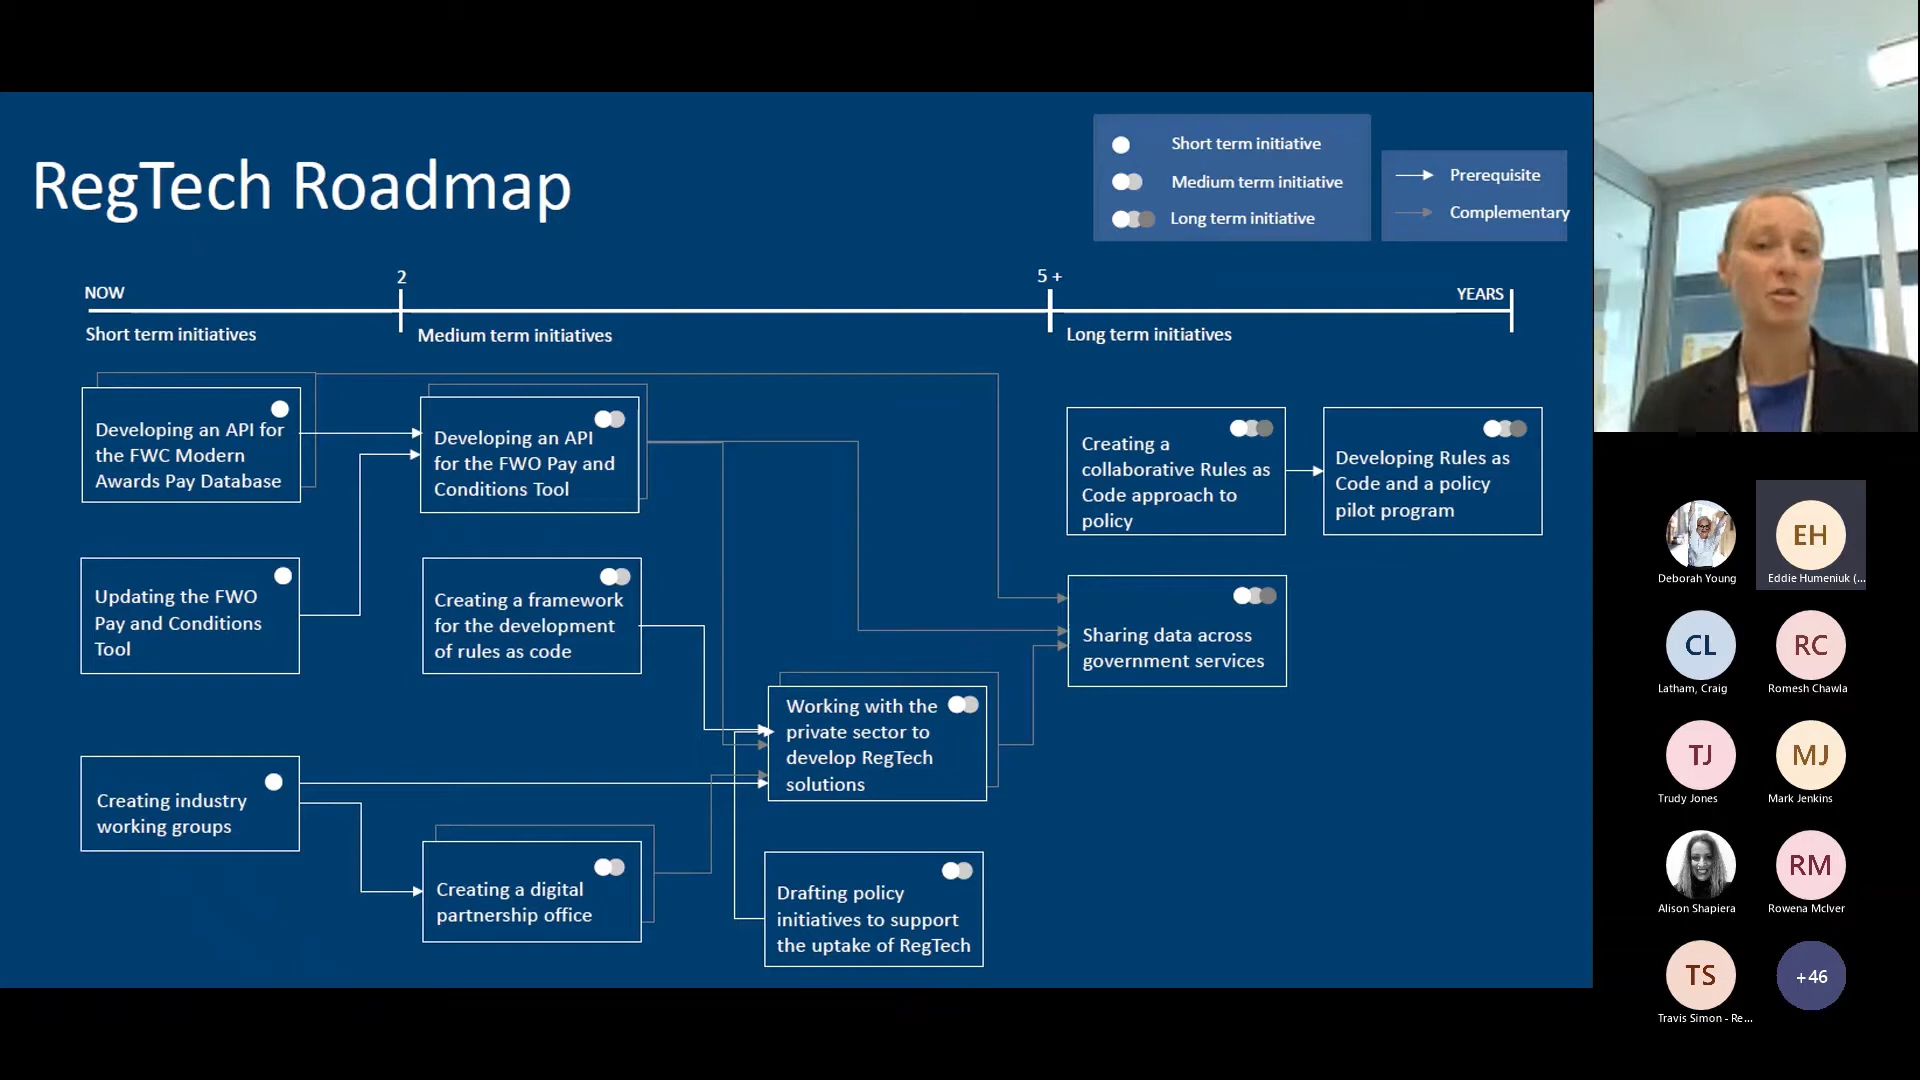 RegTech Roadmap
Short term initiative
Medium term initiative
Long term initiative
Prerequisite
Complementary
NOW
2
5 +
YEARS
Short term initiatives
Medium term initiatives
Long term initiatives
Developing an API for
the FWC Modern
Awards Pay Database
Developing an API
for the FWO Pay and
Conditions Tool
Creating a
collaborative Rules as
Code approach to
policy
Developing Rules as
Code and a policy
pilot program
Updating the FWO
Pay and Conditions
Tool
Creating a framework
for the development
of rules as code
Sharing data across
government services
Working with the
private sector to
develop RegTech
solutions
Creating industry
working groups
Creating a digital
partnership office
Drafting policy
initiatives to support
the uptake of RegTech
Deborah Young
EH
Eddie Humeniuk (...
CL
Latham, Craig
RC
Romesh Chawla
TJ
Trudy Jones
MJ
Mark Jenkins
Alison Shapiera
RM
Rowena McIver
TS
Travis Simon - Re...
+46